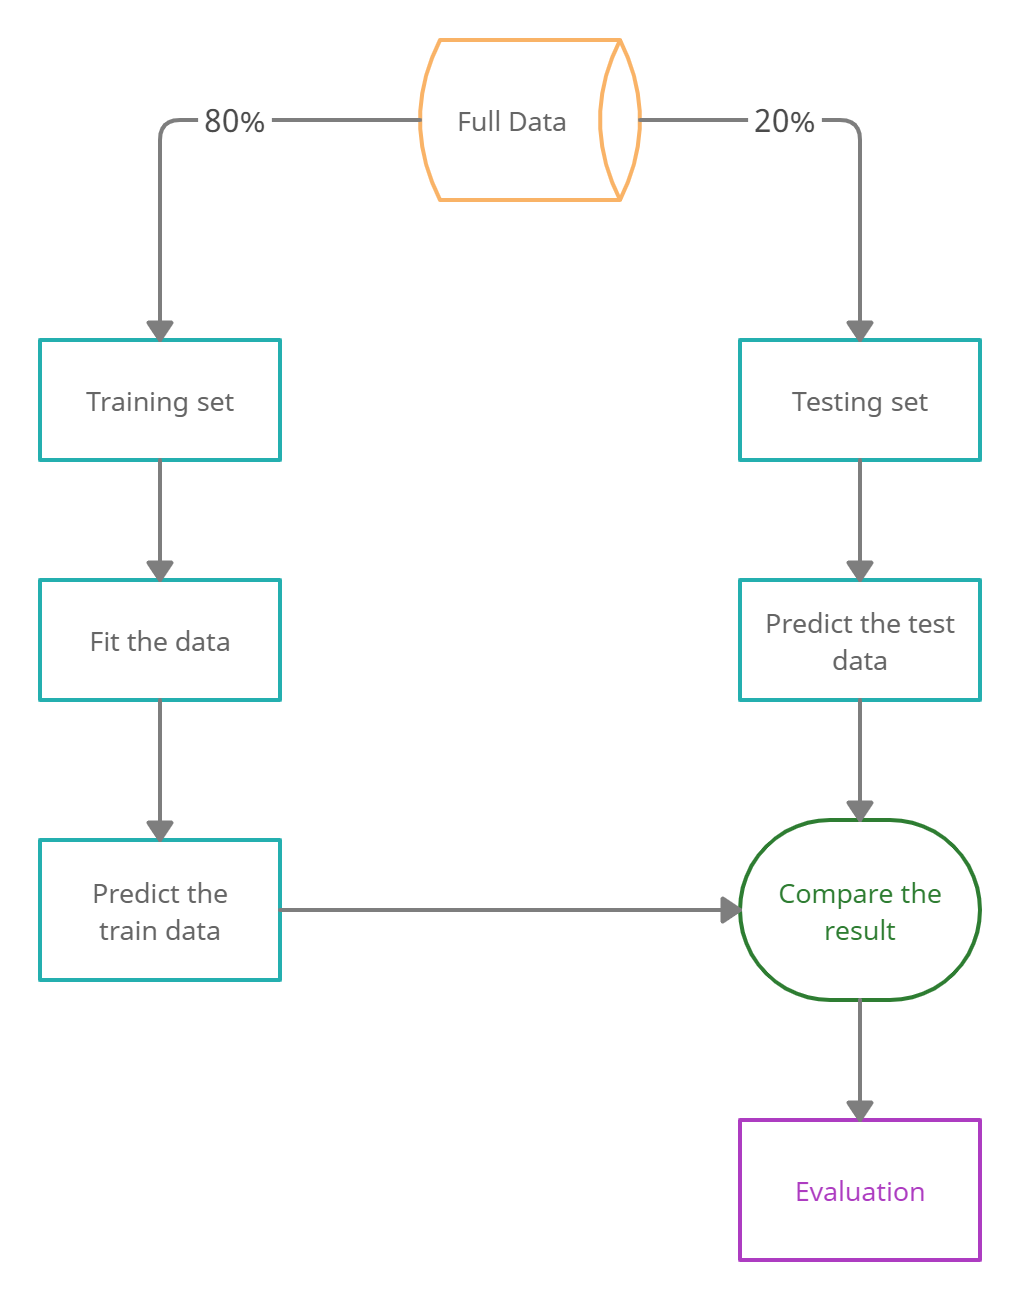 80%
Full Data
20%
Training set
Testing set
Fit the data
Predict the test
data
Predict the
train data
Compare the
result
Evaluation